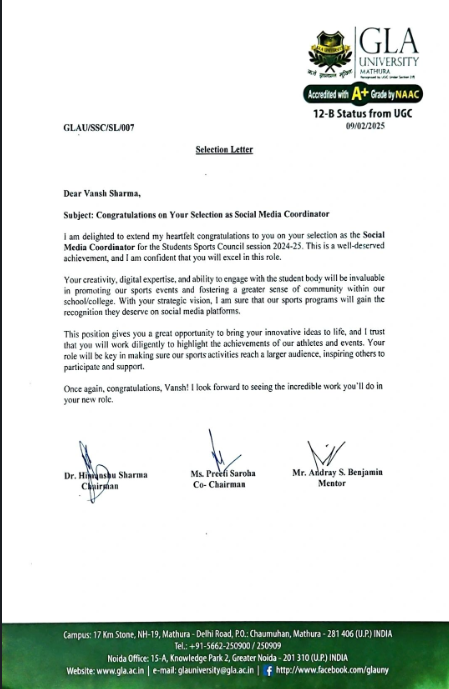 GLA
UNIVERSITY
MATHURA
Accredited with A+ Grade by NAAC
12-B Status from UGC
GLAU/SSC/SL/007
09/02/2025
Selection Letter
Dear Vansh Sharma,
Subject: Congratulations on Your Selection as Social Media Coordinator
I am delighted to extend my heartfelt congratulations to you on your selection as the Social
Media Coordinator for the Students Sports Council session 2024-25. This is a well-deserved
achievement, and I am confident that you will excel in this role.
Your creativity, digital expertise, and ability to engage with the student body will be invaluable
in promoting our sports events and fostering a greater sense of community within our
school/college. With your strategic vision, I am sure that our sports programs will gain the
recognition they deserve on social media platforms.
This position gives you a great opportunity to bring your innovative ideas to life, and I trust
that you will work diligently to highlight the achievements of our athletes and events. Your
role will be key in making sure our sports activities reach a larger audience, inspiring others to
participate and support.
Once again, congratulations, Vansh! I look forward to seeing the incredible work you'll do in
your new role.
Dr. Himanshu Sharma
Chairman
Ms. Preeti Saroha
Co- Chairman
Mr. Andray S. Benjamin
Mentor
Campus: 17 Km Stone, NH-19, Mathura - Delhi Road, P.O.: Chaumuhan, Mathura - 281 406 (U.P.) INDIA
Tel.: +91-5662-250900 / 250909
Noida Office: 15-A, Knowledge Park 2, Greater Noida - 201 310 (U.P.) INDIA
Website: www.gla.ac.in | e-mail: glauniversity@gla.ac.in | f http://www.facebook.com/glauny